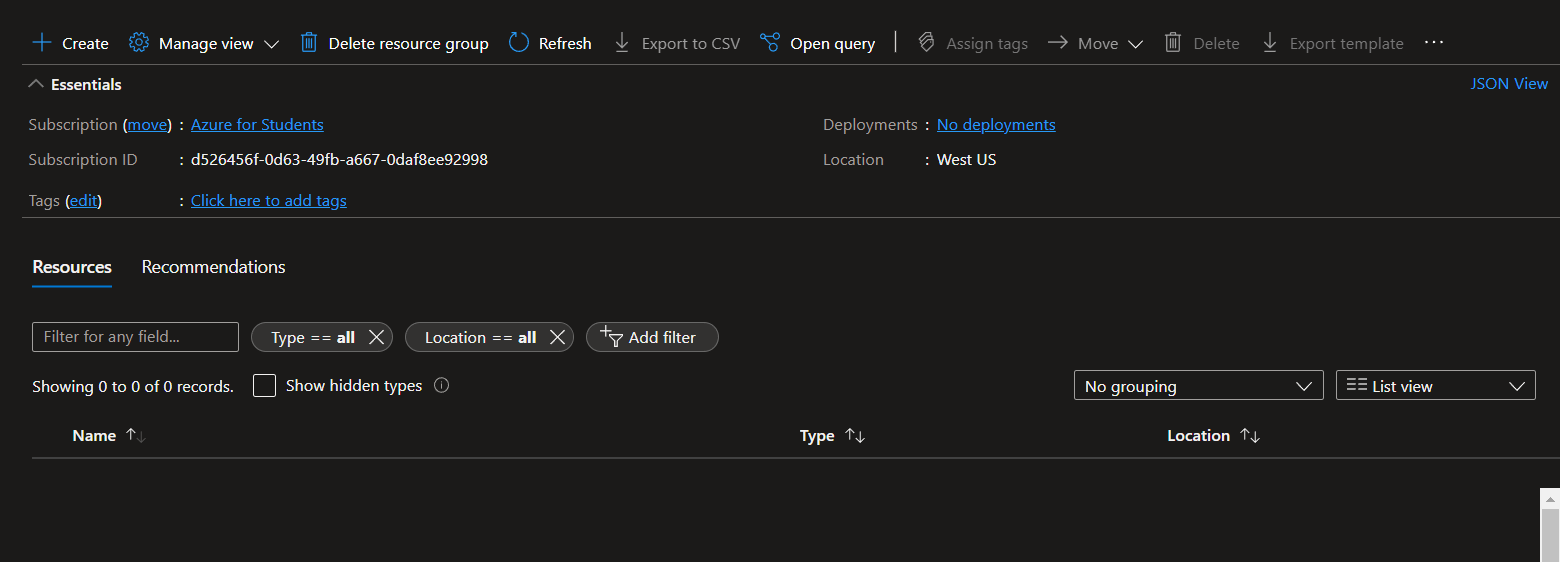 Create Manage view Delete resource group Refresh Export to CSV Open query Assign tags Move Delete Export template ...
Essentials JSON View
Subscription (move) : Azure for Students Deployments : No deployments
Subscription ID : d526456f-0d63-49fb-a667-0daf8ee92998 Location : West US
Tags (edit) : Click here to add tags
Resources Recommendations
Filter for any field... Type == all Location == all Add filter
Showing 0 to 0 of 0 records. Show hidden types No grouping List view
Name Type Location